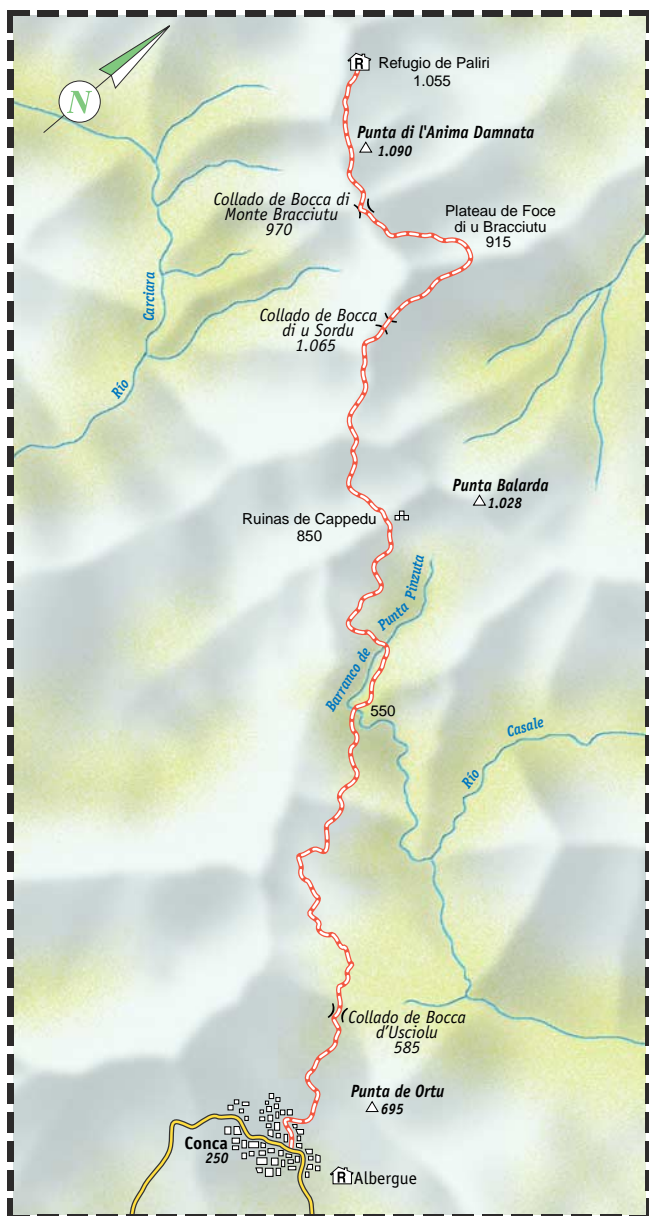 N
R
Refugio de Paliri
1.055
Punta di l'Anima Damnata
1.090
Collado de Bocca di
Monte Bracciutu
970
Plateau de Foce
di u Bracciutu
915
Carciara
Río
Collado de Bocca
di u Sordu
1.065
Punta Balarda
1.028
Ruinas de Cappedu
850
Punta Pinzuta
Barranco de
550
Casale
Río
Collado de Bocca
d'Usciolu
585
Punta de Ortu
695
Conca
250
R
Albergue